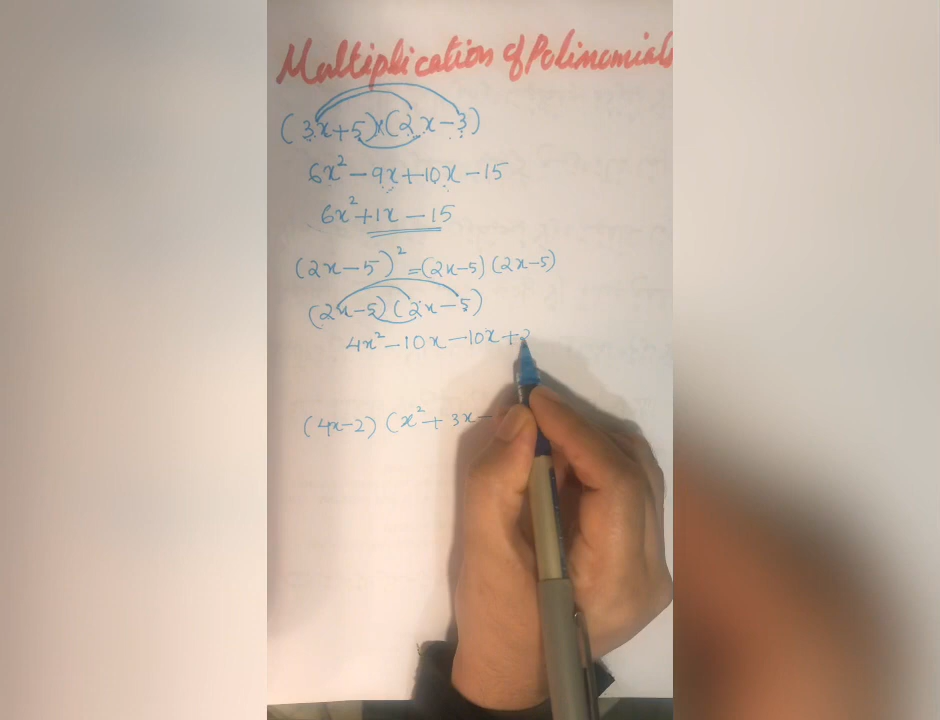 Multiplication of Polinomials
(3x+5)×(2x-3)
6x²-9x+10x-15
6x²+1x-15
(2x-5)²=(2x-5)(2x-5)
(2x-5)(2x-5)
4x²-10x-10x+2
(4x-2)(x²+3x-